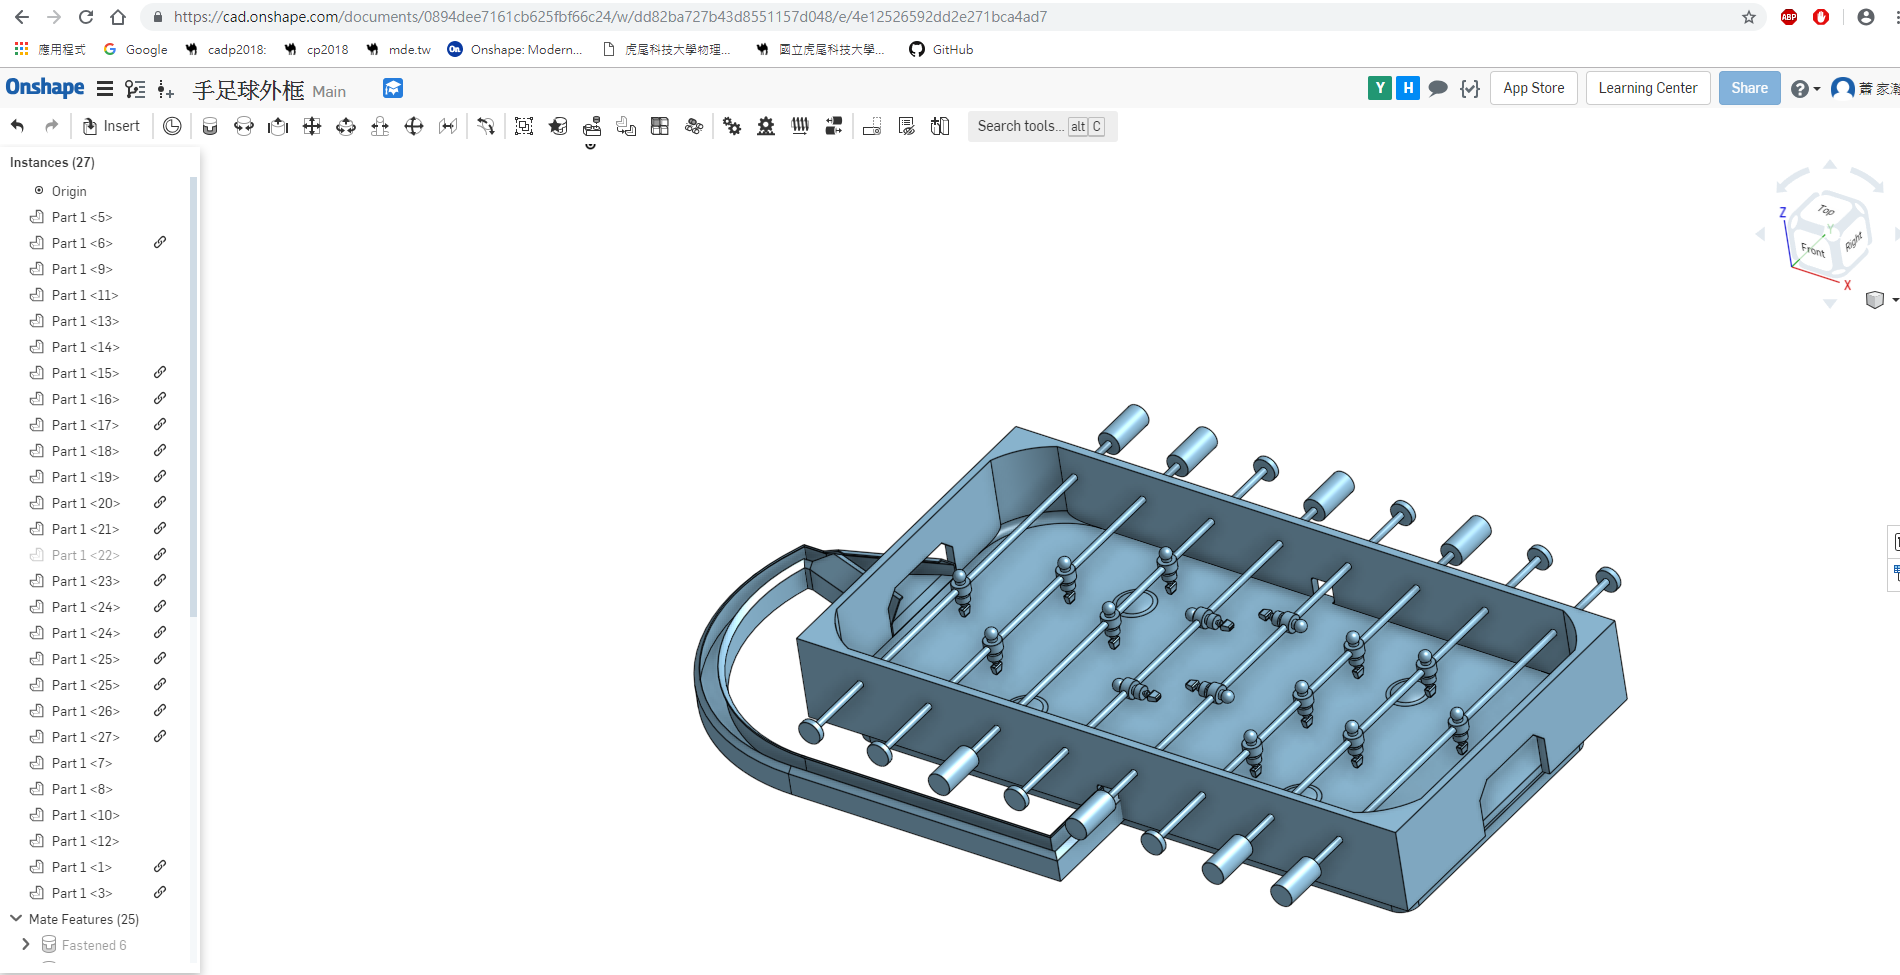 https://cad.onshape.com/documents/0894dee7161cb625fbf66c24/w/dd82ba727b43d8551157d048/e/4e12526592dd2e271bca4ad7
ABP
應用程式 Google cadp2018: cp2018 mde.tw On Onshape: Modern... 虎尾科技大學物理... 國立虎尾科技大學... GitHub
Onshape 手足球外框 Main Y H App Store Learning Center Share ? 蕭 家
Insert Search tools... alt C
Instances (27)
Origin
Part 1 <5>
Part 1 <6>
Part 1 <9>
Part 1 <11>
Part 1 <13>
Part 1 <14>
Part 1 <15>
Part 1 <16>
Part 1 <17>
Part 1 <18>
Part 1 <19>
Part 1 <20>
Part 1 <21>
Part 1 <22>
Part 1 <23>
Part 1 <24>
Part 1 <24>
Part 1 <25>
Part 1 <25>
Part 1 <26>
Part 1 <27>
Part 1 <7>
Part 1 <8>
Part 1 <10>
Part 1 <12>
Part 1 <1>
Part 1 <3>
Mate Features (25)
Fastened 6
Z
Top
Y
Front
Right
X